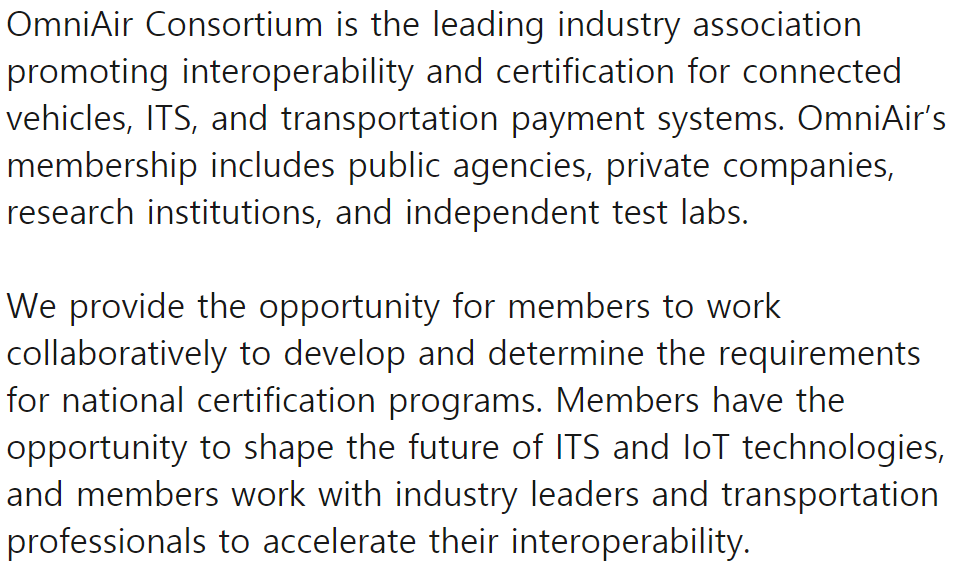 OmniAir Consortium is the leading industry association
promoting interoperability and certification for connected
vehicles, ITS, and transportation payment systems. OmniAir’s
membership includes public agencies, private companies,
research institutions, and independent test labs.

We provide the opportunity for members to work
collaboratively to develop and determine the requirements
for national certification programs. Members have the
opportunity to shape the future of ITS and IoT technologies,
and members work with industry leaders and transportation
professionals to accelerate their interoperability.